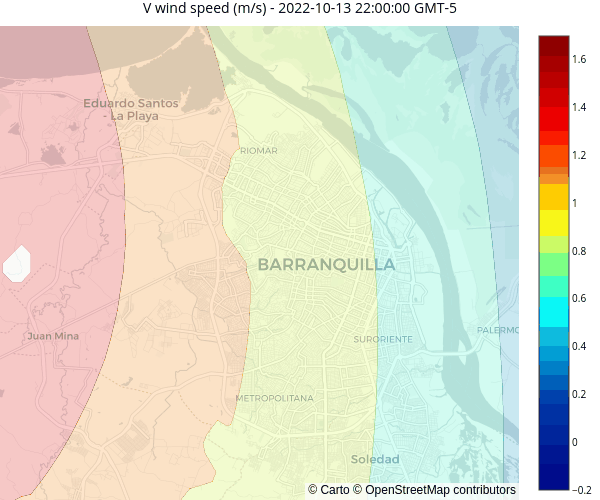 V wind speed (m/s) - 2022-10-13 22:00:00 GMT-5
Eduardo Santos
- La Playa
RIOMAR
BARRANQUILLA
Juan Mina
SURORIENTE
PALERMO
METROPOLITANA
Soledad
© Carto © OpenStreetMap contributors
1.6
1.4
1.2
1
0.8
0.6
0.4
0.2
0
−0.2